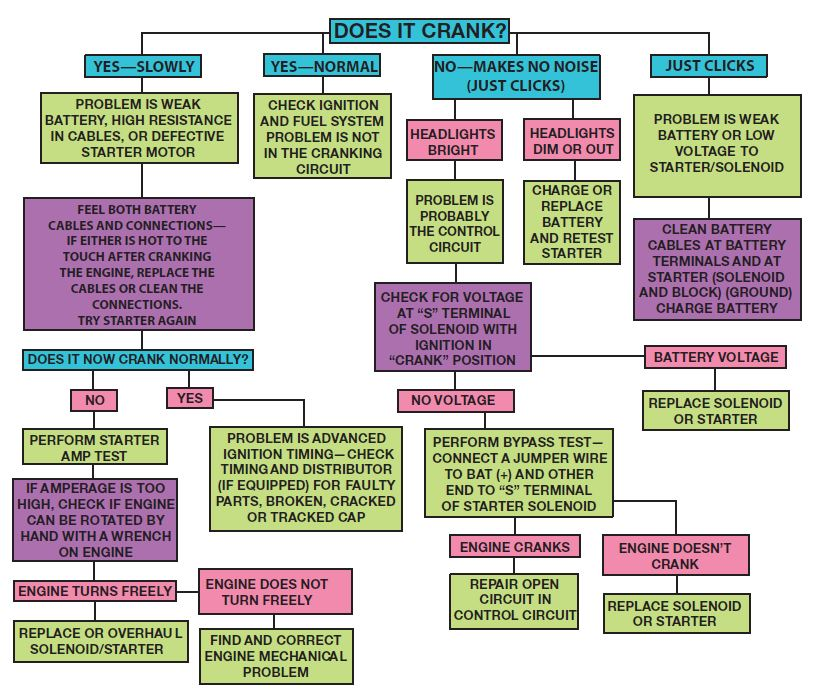 DOES IT CRANK?
YES—SLOWLY
YES—NORMAL
NO—MAKES NO NOISE
(JUST CLICKS)
JUST CLICKS
PROBLEM IS WEAK
BATTERY, HIGH RESISTANCE
IN CABLES, OR DEFECTIVE
STARTER MOTOR
CHECK IGNITION
AND FUEL SYSTEM
PROBLEM IS NOT
IN THE CRANKING
CIRCUIT
HEADLIGHTS
BRIGHT
HEADLIGHTS
DIM OR OUT
PROBLEM IS WEAK
BATTERY OR LOW
VOLTAGE TO
STARTER/SOLENOID
PROBLEM IS
PROBABLY
THE CONTROL
CIRCUIT
CHARGE OR
REPLACE
BATTERY
AND RETEST
STARTER
FEEL BOTH BATTERY
CABLES AND CONNECTIONS—
IF EITHER IS HOT TO THE
TOUCH AFTER CRANKING
THE ENGINE, REPLACE THE
CABLES OR CLEAN THE
CONNECTIONS.
TRY STARTER AGAIN
CLEAN BATTERY
CABLES AT BATTERY
TERMINALS AND AT
STARTER (SOLENOID
AND BLOCK) (GROUND)
CHARGE BATTERY
CHECK FOR VOLTAGE
AT “S” TERMINAL
OF SOLENOID WITH
IGNITION IN
“CRANK” POSITION
DOES IT NOW CRANK NORMALLY?
BATTERY VOLTAGE
NO
YES
NO VOLTAGE
REPLACE SOLENOID
OR STARTER
PERFORM STARTER
AMP TEST
PROBLEM IS ADVANCED
IGNITION TIMING—CHECK
TIMING AND DISTRIBUTOR
(IF EQUIPPED) FOR FAULTY
PARTS, BROKEN, CRACKED
OR TRACKED CAP
PERFORM BYPASS TEST—
CONNECT A JUMPER WIRE
TO BAT (+) AND OTHER
END TO “S” TERMINAL
OF STARTER SOLENOID
IF AMPERAGE IS TOO
HIGH, CHECK IF ENGINE
CAN BE ROTATED BY
HAND WITH A WRENCH
ON ENGINE
ENGINE CRANKS
ENGINE DOESN’T
CRANK
ENGINE TURNS FREELY
ENGINE DOES NOT
TURN FREELY
REPAIR OPEN
CIRCUIT IN
CONTROL CIRCUIT
REPLACE SOLENOID
OR STARTER
REPLACE OR OVERHAUL
SOLENOID/STARTER
FIND AND CORRECT
ENGINE MECHANICAL
PROBLEM